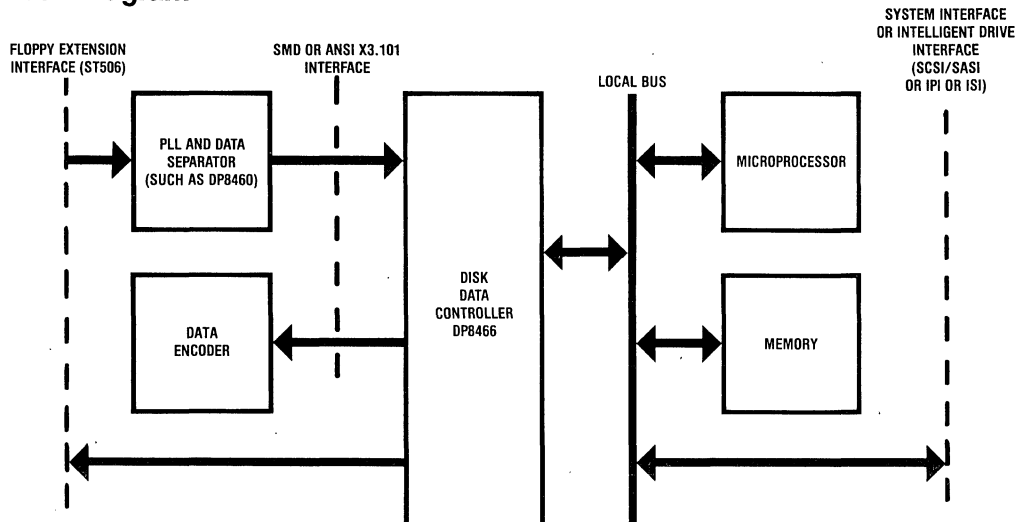 SYSTEM INTERFACE
OR INTELLIGENT DRIVE
INTERFACE
(SCSI/SASI
OR IPI OR ISI)
FLOPPY EXTENSION
INTERFACE (ST506)
SMD OR ANSI X3.101
INTERFACE
LOCAL BUS
PLL AND DATA
SEPARATOR
(SUCH AS DP8460)
MICROPROCESSOR
DISK
DATA
CONTROLLER
DP8466
DATA
ENCODER
MEMORY